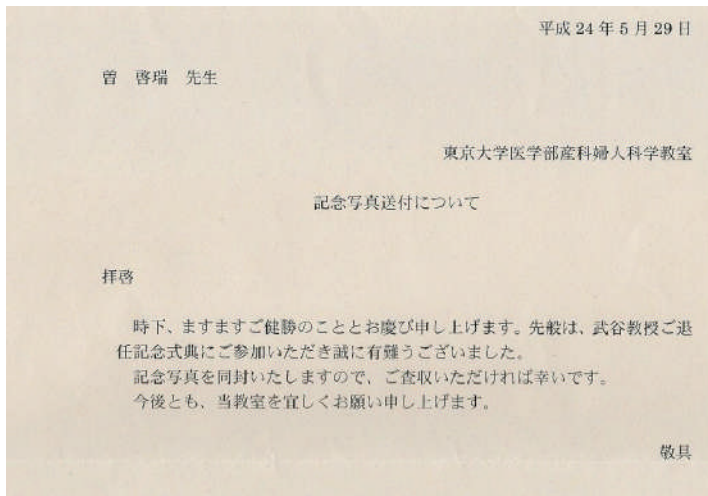 平成 24 年 5 月 29 日
曽　啓瑞　先生
東京大学医学部産科婦人科学教室
記念写真送付について
拝啓
時下、ますますご健勝のこととお慶び申し上げます。先般は、武谷教授ご退
任記念式典にご参加いただき誠に有難うございました。
記念写真を同封いたしますので、ご査収いただければ幸いです。
今後とも、当教室を宜しくお願い申し上げます。
敬具